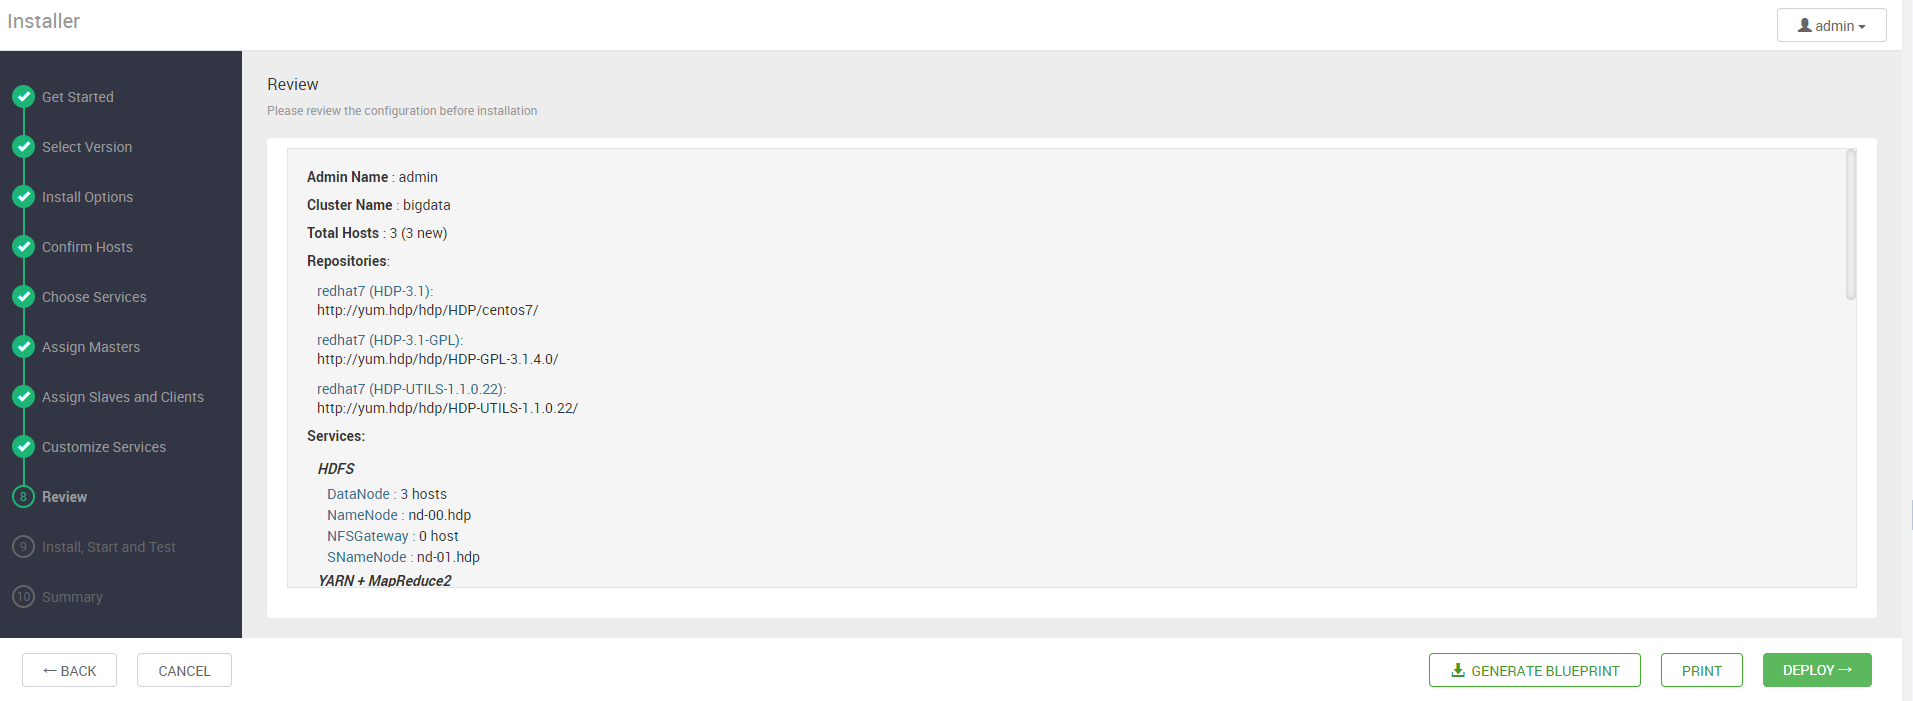 Installer
admin
Get Started
Select Version
Install Options
Confirm Hosts
Choose Services
Assign Masters
Assign Slaves and Clients
Customize Services
8 Review
9 Install, Start and Test
10 Summary
Review
Please review the configuration before installation
Admin Name : admin
Cluster Name : bigdata
Total Hosts : 3 (3 new)
Repositories:
redhat7 (HDP-3.1):
http://yum.hdp/hdp/HDP/centos7/
redhat7 (HDP-3.1-GPL):
http://yum.hdp/hdp/HDP-GPL-3.1.4.0/
redhat7 (HDP-UTILS-1.1.0.22):
http://yum.hdp/hdp/HDP-UTILS-1.1.0.22/
Services:
HDFS
DataNode : 3 hosts
NameNode : nd-00.hdp
NFSGateway : 0 host
SNameNode : nd-01.hdp
YARN + MapReduce2
← BACK
CANCEL
GENERATE BLUEPRINT
PRINT
DEPLOY →